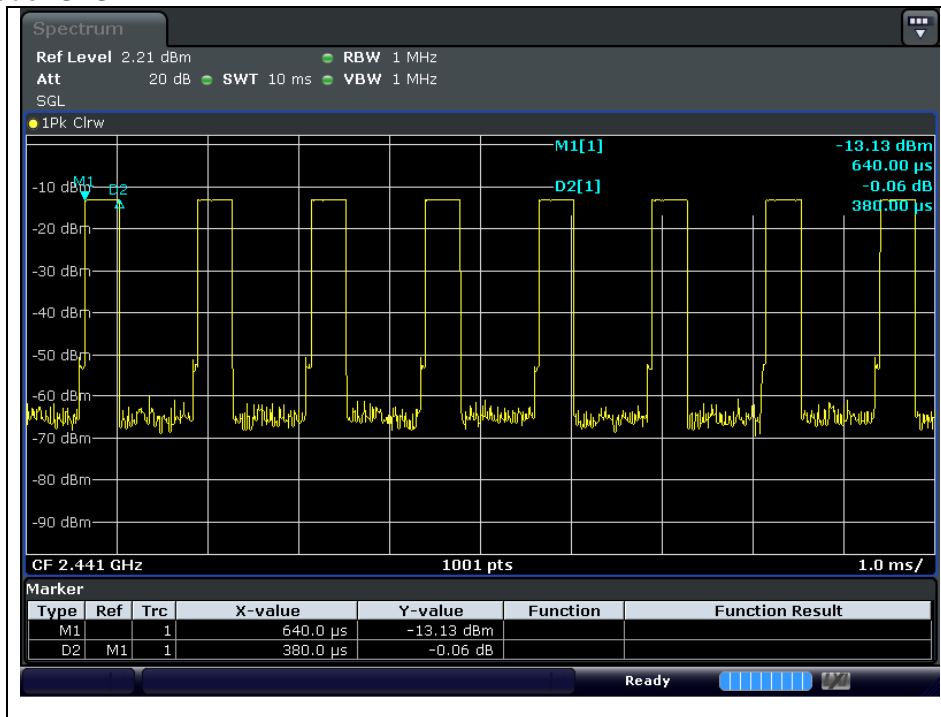 Spectrum
Ref Level 2.21 dBm RBW 1 MHz
Att 20 dB SWT 10 ms VBW 1 MHz
SGL
1Pk Clrw
M1[1] -13.13 dBm
640.00 µs
-10 dBm M1 D2 D2[1] -0.06 dB
380.00 µs
-20 dBm
-30 dBm
-40 dBm
-50 dBm
-60 dBm
-70 dBm
-80 dBm
-90 dBm
CF 2.441 GHz 1001 pts 1.0 ms/
Marker
Type Ref Trc X-value Y-value Function Function Result
M1 1 640.0 µs -13.13 dBm
D2 M1 1 380.0 µs -0.06 dB
Ready